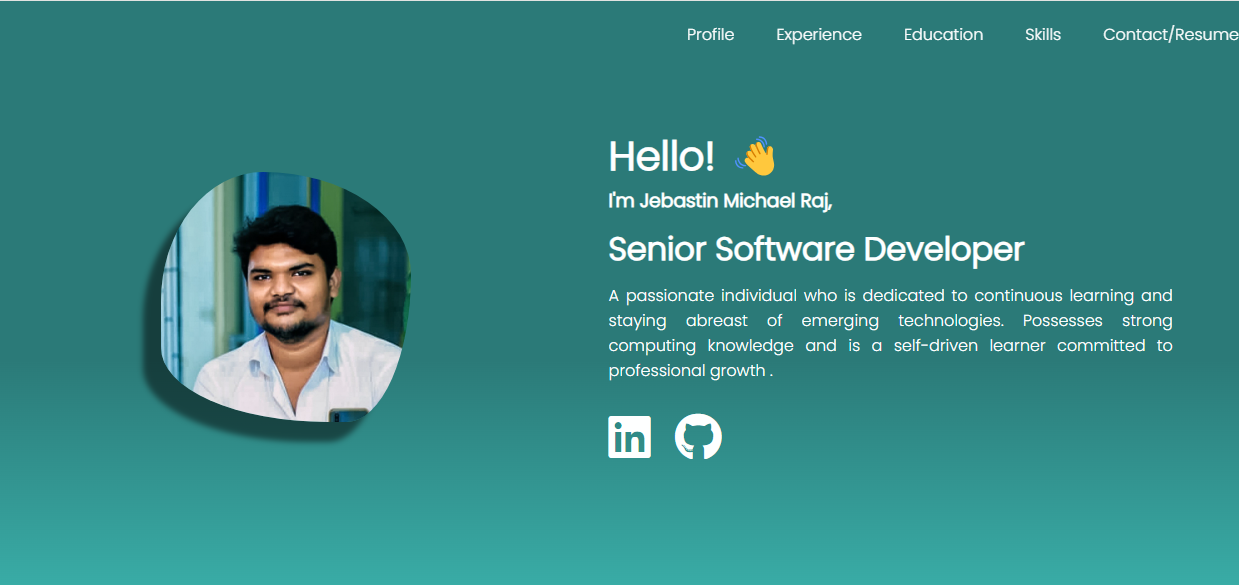 Profile Experience Education Skills Contact/Resume
Hello! 👋
I'm Jebastin Michael Raj,
Senior Software Developer
A passionate individual who is dedicated to continuous learning and
staying abreast of emerging technologies. Possesses strong
computing knowledge and is a self-driven learner committed to
professional growth .
in